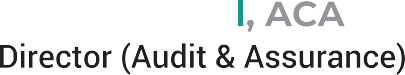 , ACA
Director (Audit & Assurance)